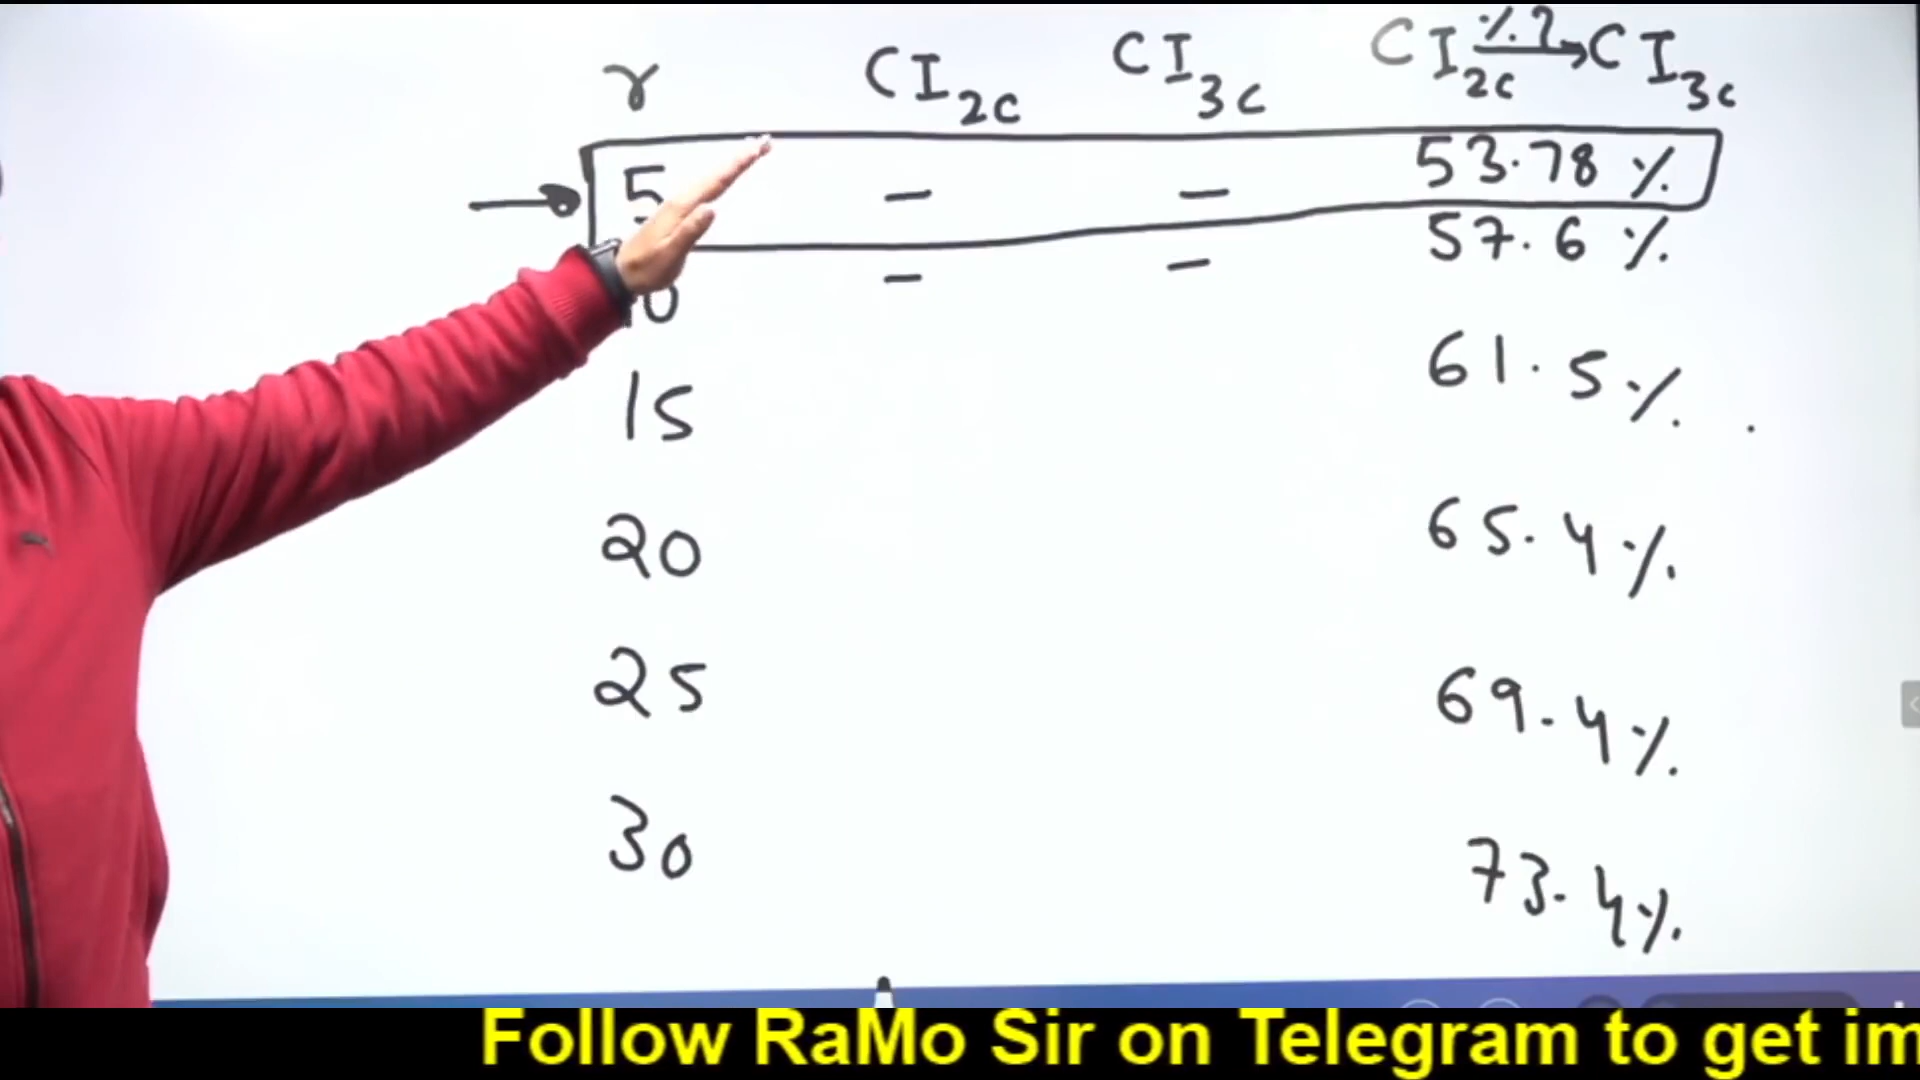 r CI2c CI3c CI2c %? → CI3c
5 – – 53.78 %
10 – – 57.6 %
15 61.5 %
20 65.4 %
25 69.4 %
30 73.4 %
Follow RaMo Sir on Telegram to get im